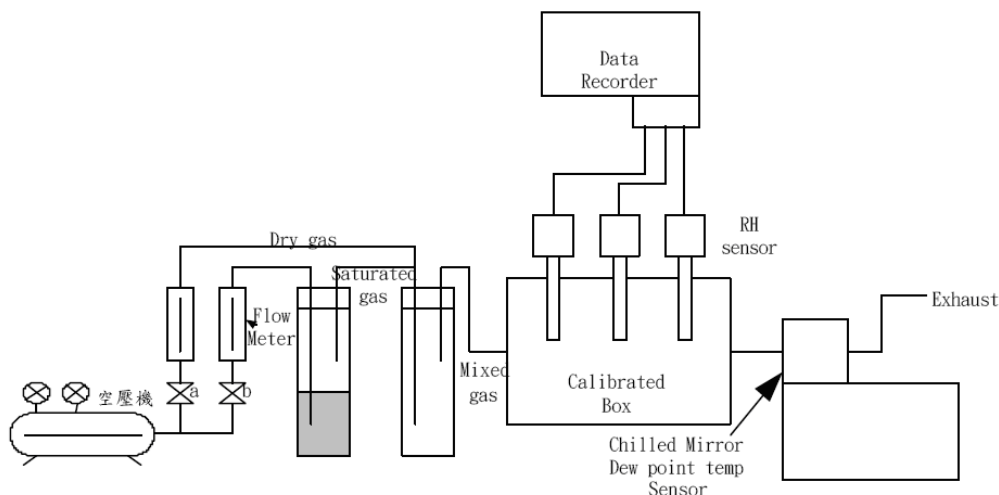 Data
Recorder
RH
sensor
Dry gas
Saturated
gas
Flow
Meter
Exhaust
空壓機
a
b
Mixed
gas
Calibrated
Box
Chilled Mirror
Dew point temp
Sensor